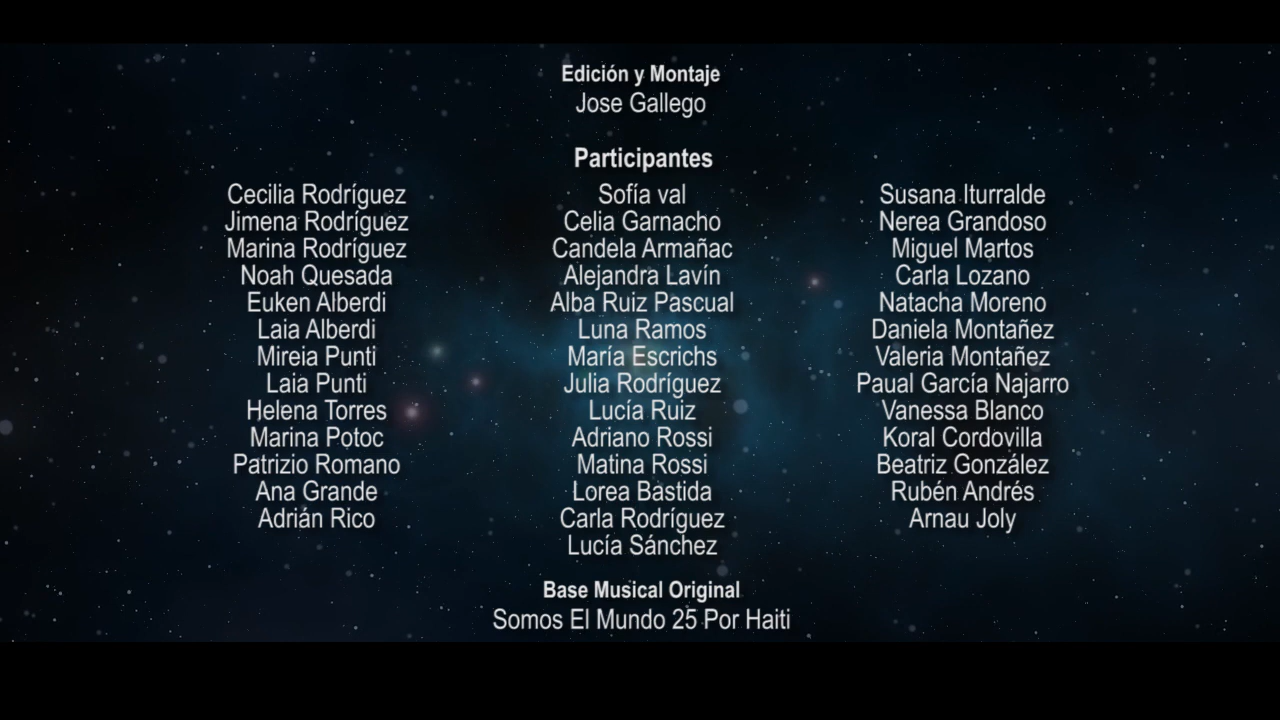 Edición y Montaje
Jose Gallego
Participantes
Cecilia Rodríguez
Jimena Rodríguez
Marina Rodríguez
Noah Quesada
Euken Alberdi
Laia Alberdi
Mireia Punti
Laia Punti
Helena Torres
Marina Potoc
Patrizio Romano
Ana Grande
Adrián Rico
Sofía val
Celia Garnacho
Candela Armañac
Alejandra Lavín
Alba Ruiz Pascual
Luna Ramos
María Escrichs
Julia Rodríguez
Lucía Ruiz
Adriano Rossi
Matina Rossi
Lorea Bastida
Carla Rodríguez
Lucía Sánchez
Susana Iturralde
Nerea Grandoso
Miguel Martos
Carla Lozano
Natacha Moreno
Daniela Montañez
Valeria Montañez
Paual García Najarro
Vanessa Blanco
Koral Cordovilla
Beatriz González
Rubén Andrés
Arnau Joly
Base Musical Original
Somos El Mundo 25 Por Haiti